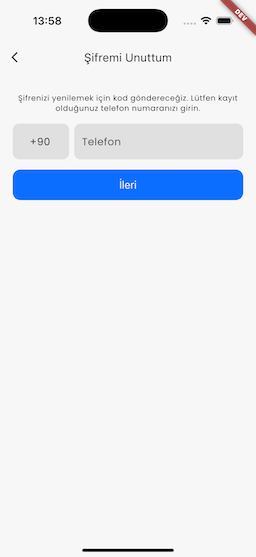 13:58
DEV
Şifremi Unuttum
Şifrenizi yenilemek için kod göndereceğiz. Lütfen kayıt
olduğunuz telefon numaranızı girin.
+90
Telefon
İleri